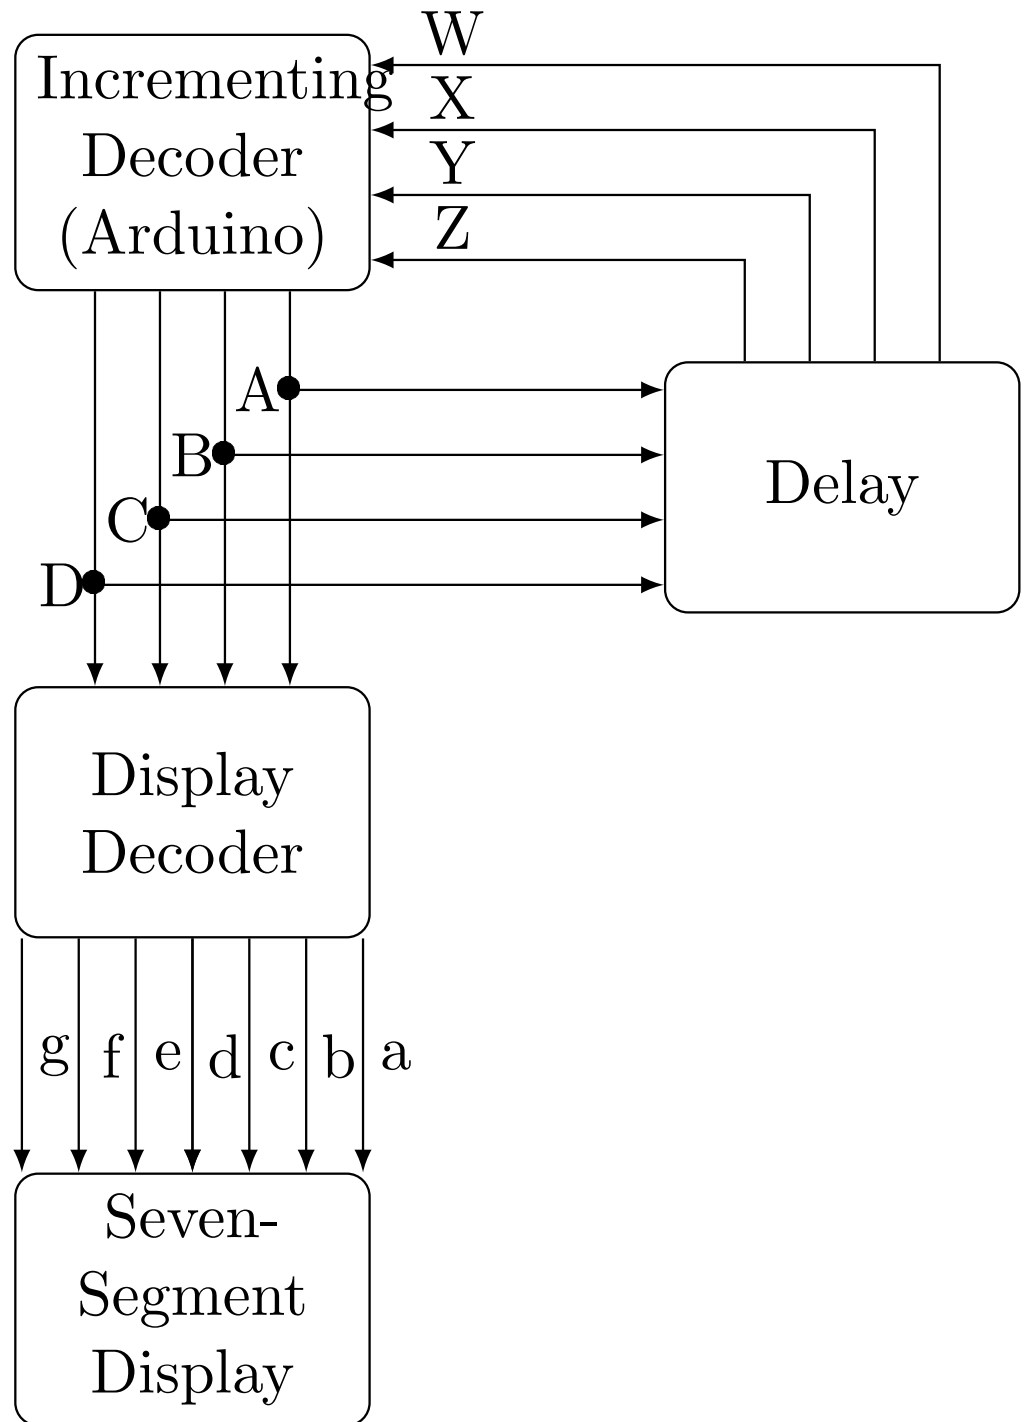 W
Incrementing
Decoder
(Arduino)
X
Y
Z
A
B
C
D
Delay
Display
Decoder
g f e d c b a
Seven-
Segment
Display